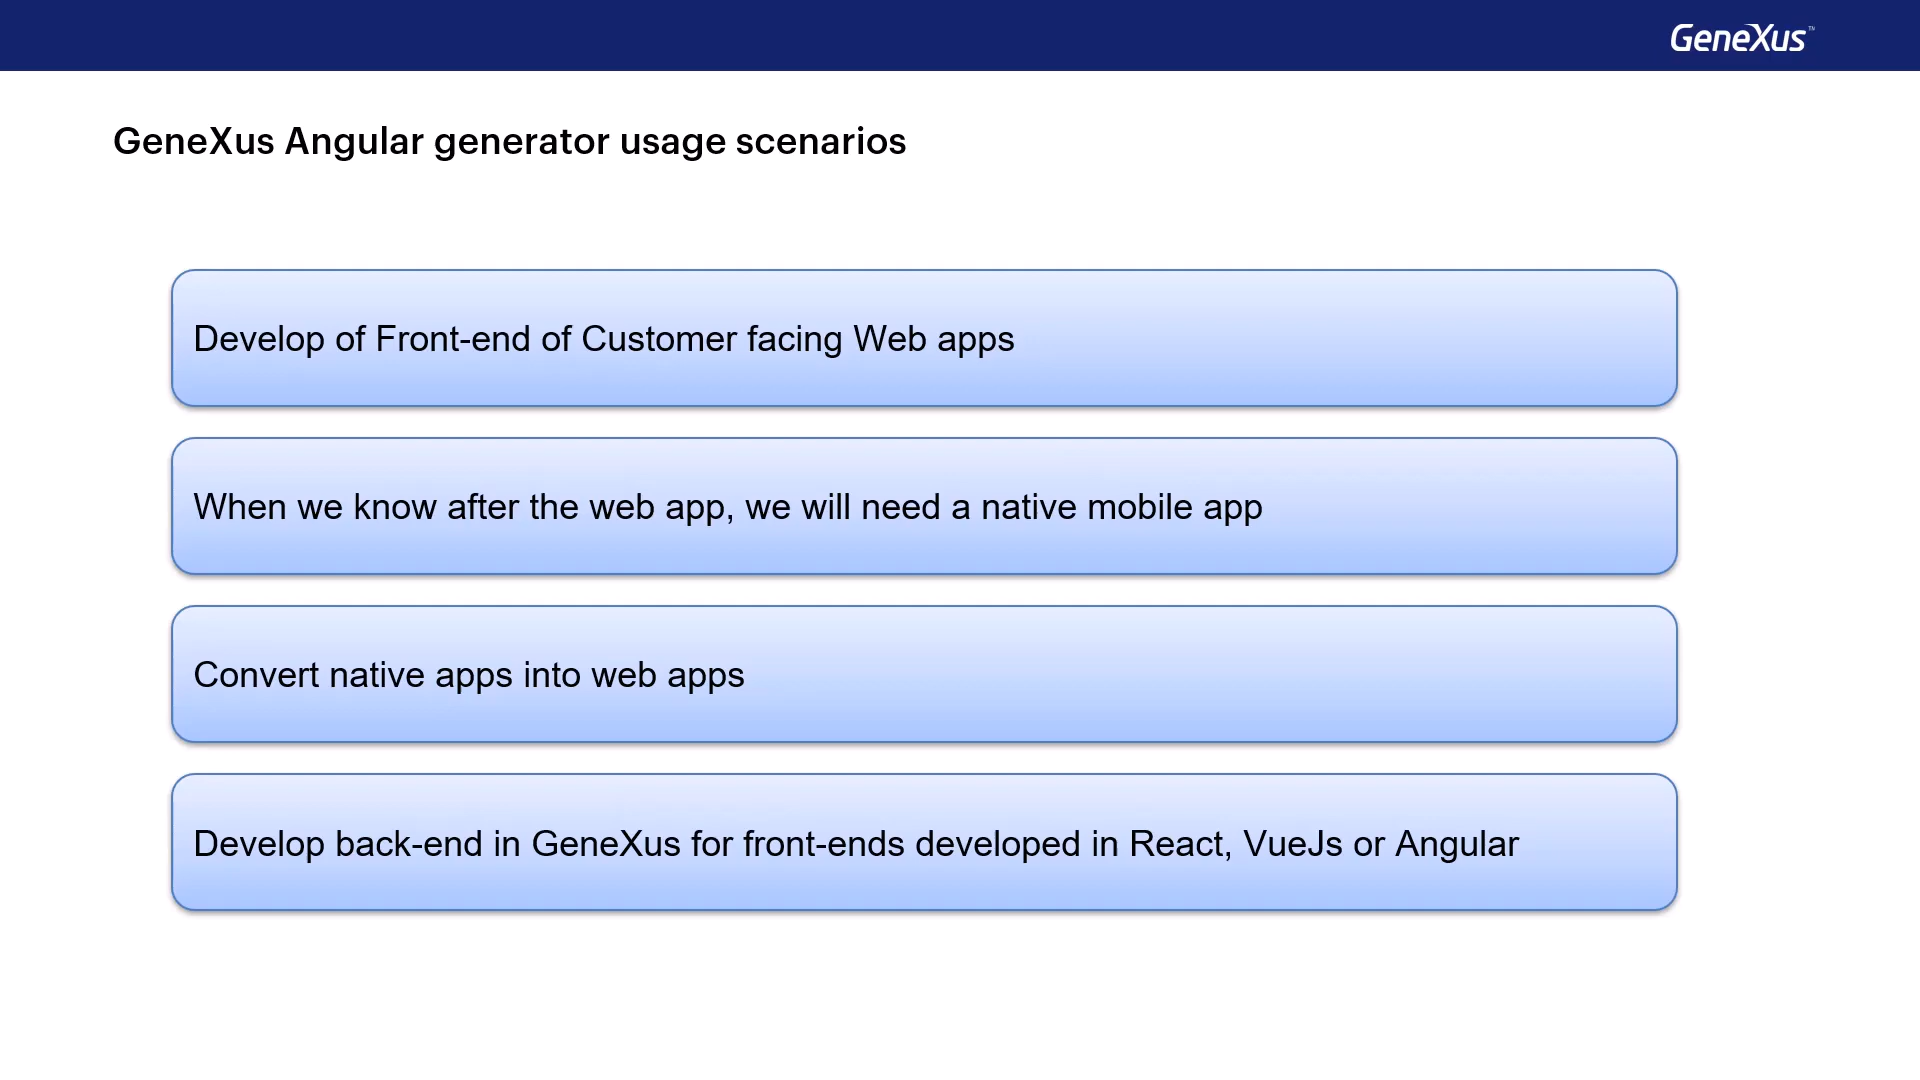 GeneXus™
GeneXus Angular generator usage scenarios
Develop of Front-end of Customer facing Web apps
When we know after the web app, we will need a native mobile app
Convert native apps into web apps
Develop back-end in GeneXus for front-ends developed in React, VueJs or Angular